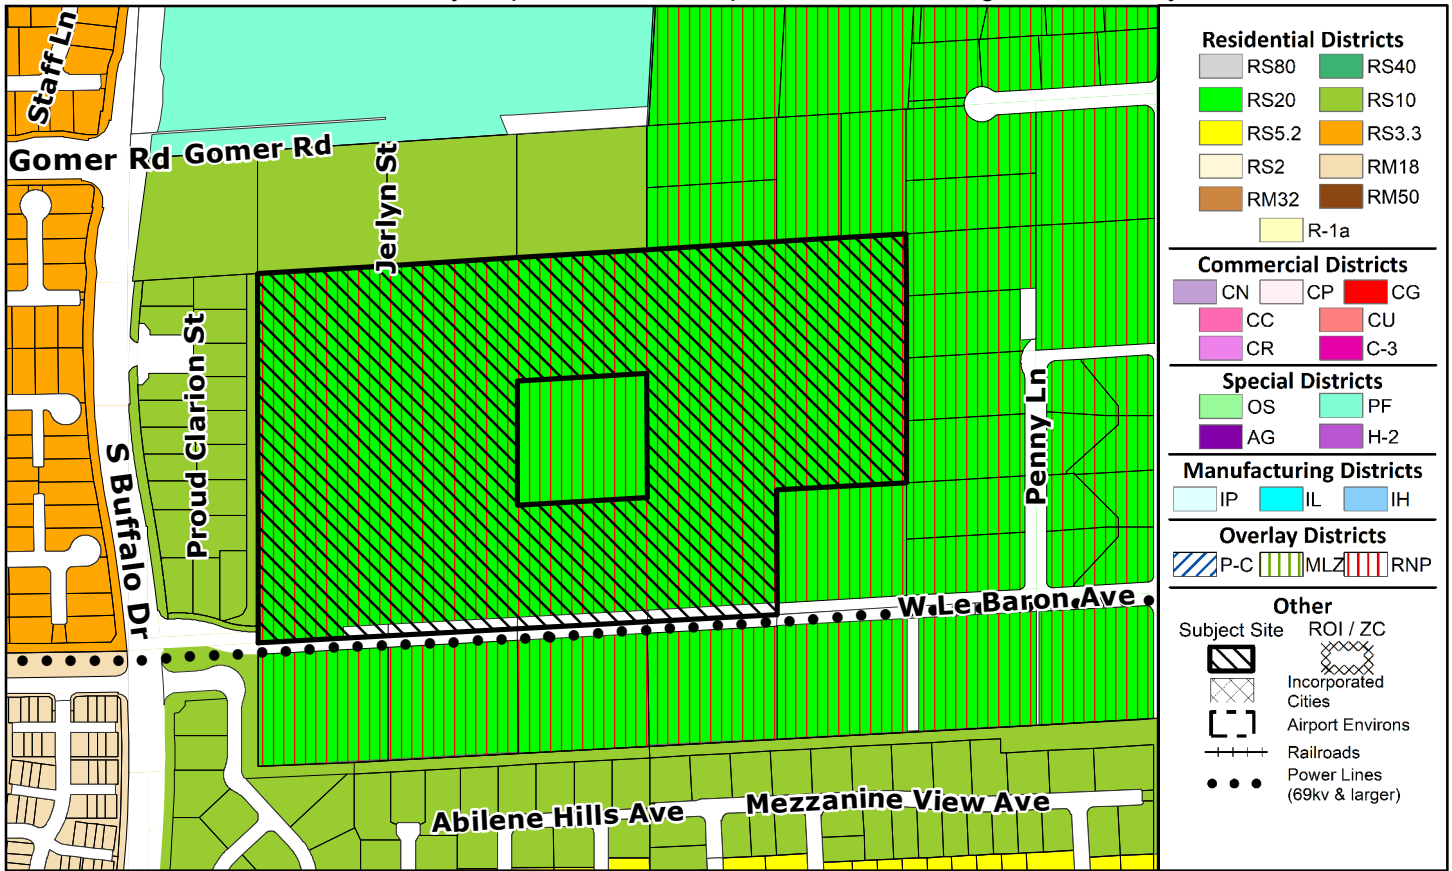 Staff Ln
Gomer Rd
Gomer Rd
Jerlyn St
Proud Clarion St
S Buffalo Dr
Penny Ln
W Le Baron Ave
Abilene Hills Ave
Mezzanine View Ave
Residential Districts
RS80
RS40
RS20
RS10
RS5.2
RS3.3
RS2
RM18
RM32
RM50
R-1a
Commercial Districts
CN
CP
CG
CC
CU
CR
C-3
Special Districts
OS
PF
AG
H-2
Manufacturing Districts
IP
IL
IH
Overlay Districts
P-C
MLZ
RNP
Other
Subject Site
ROI / ZC
Incorporated
Cities
Airport Environs
Railroads
Power Lines
(69kv & larger)